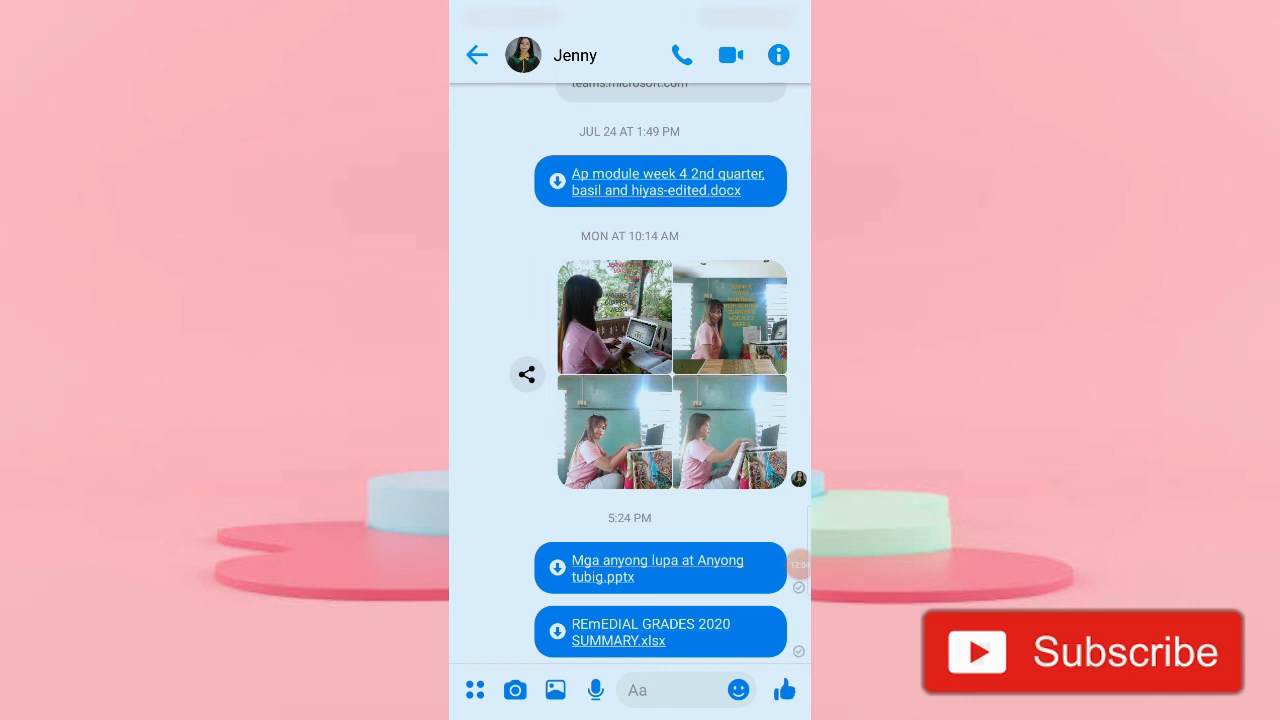 Jenny
teams.microsoft.com
JUL 24 AT 1:49 PM
Ap module week 4 2nd quarter,
basil and hiyas-edited.docx
MON AT 10:14 AM
5:24 PM
Mga anyong lupa at Anyong
tubig.pptx
REmEDIAL GRADES 2020
SUMMARY.xlsx
Aa
Subscribe